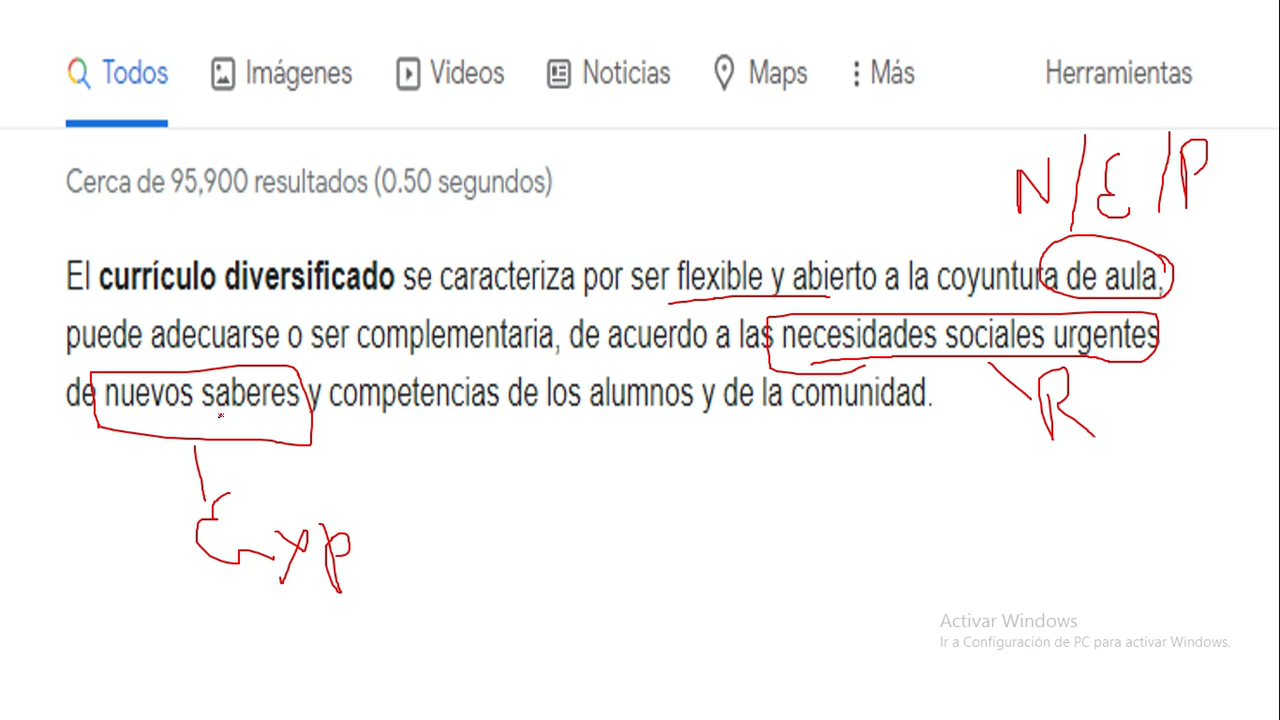 Todos Imágenes Videos Noticias Maps Más Herramientas
Cerca de 95,900 resultados (0.50 segundos)
N/E/P
El currículo diversificado se caracteriza por ser flexible y abierto a la coyuntura de aula,
puede adecuarse o ser complementaria, de acuerdo a las necesidades sociales urgentes
de nuevos saberes y competencias de los alumnos y de la comunidad.
R
Exp
Activar Windows
Ir a Configuración de PC para activar Windows.